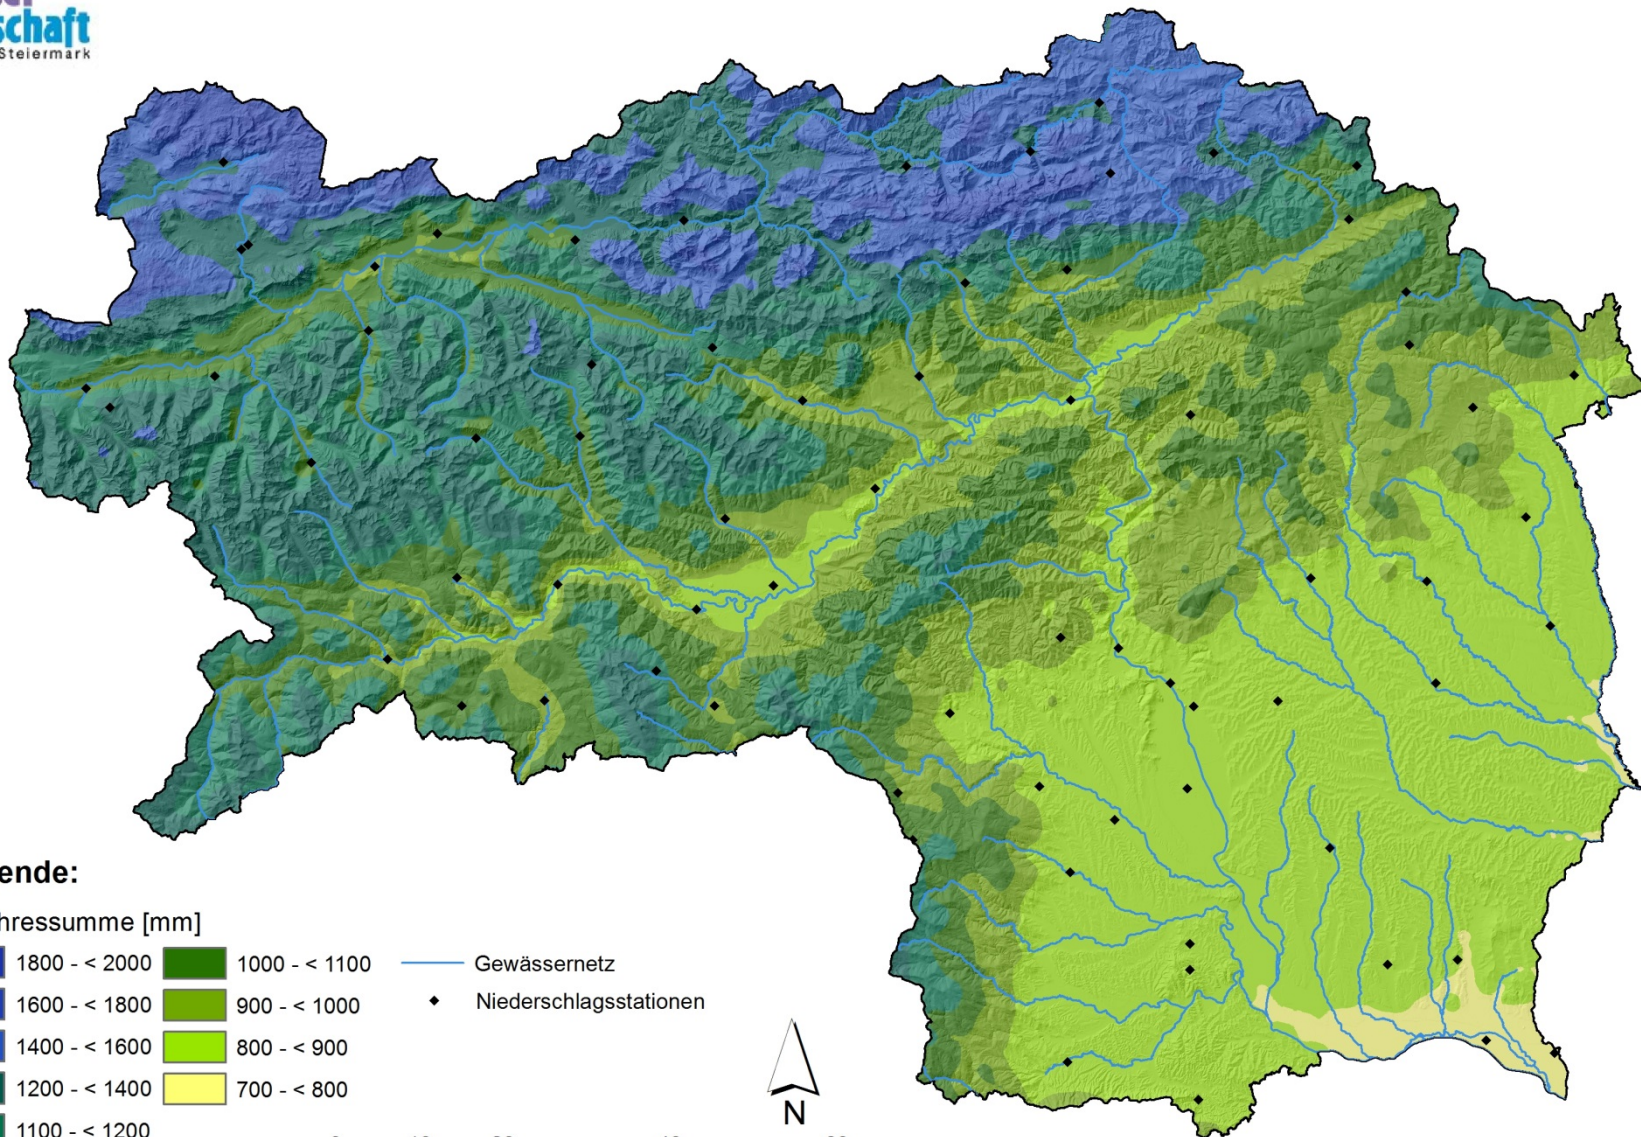 schaft
Steiermark
ende:
hressumme [mm]
1800 - < 2000
1000 - < 1100
Gewässernetz
1600 - < 1800
900 - < 1000
Niederschlagsstationen
1400 - < 1600
800 - < 900
1200 - < 1400
700 - < 800
1100 - < 1200
N